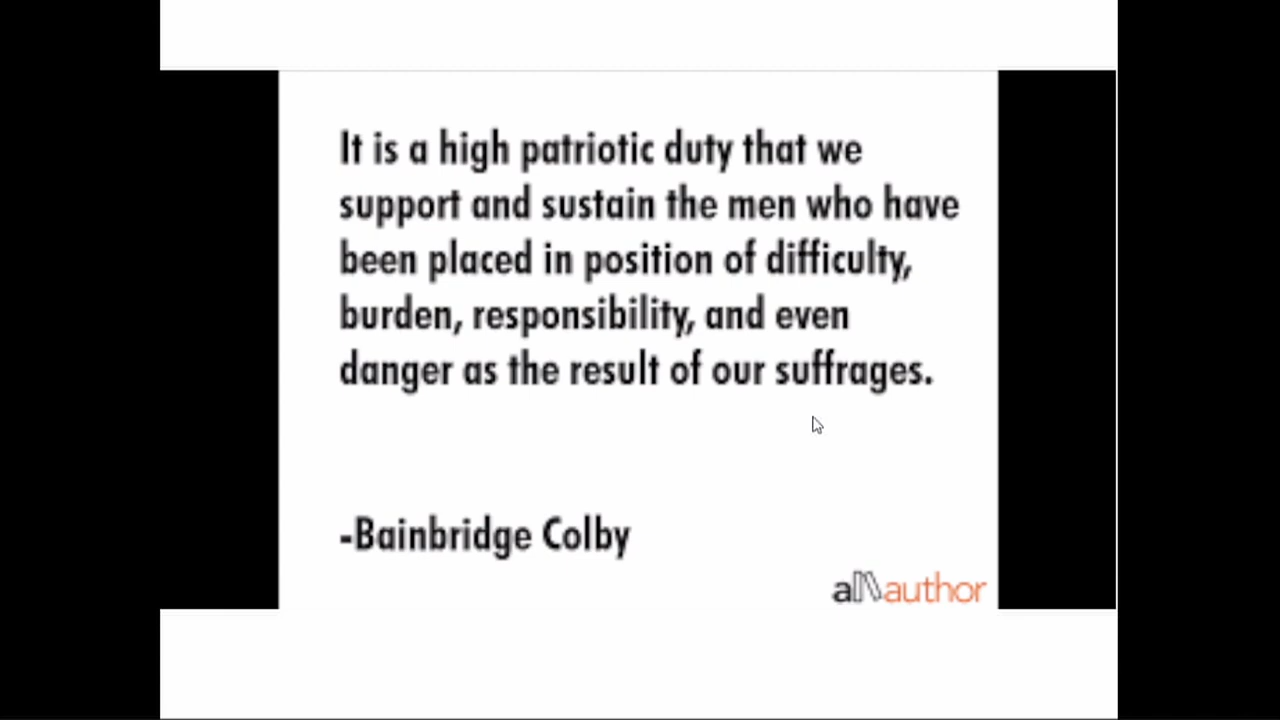 It is a high patriotic duty that we
support and sustain the men who have
been placed in position of difficulty,
burden, responsibility, and even
danger as the result of our suffrages.
-Bainbridge Colby
allauthor